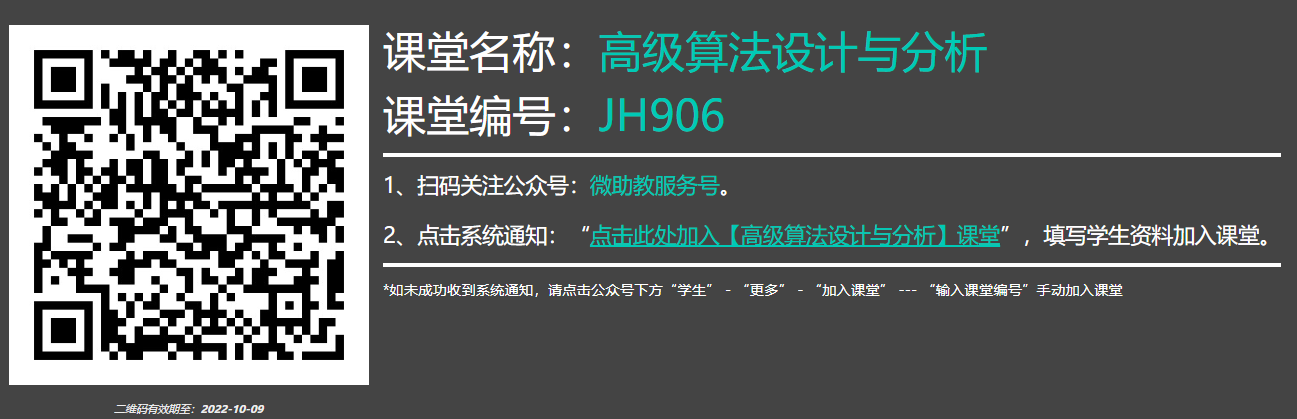 课堂名称：高级算法设计与分析
课堂编号：JH906
1、扫码关注公众号：微助教服务号。
2、点击系统通知：“点击此处加入【高级算法设计与分析】课堂”，填写学生资料加入课堂。
*如未成功收到系统通知，请点击公众号下方“学生” - “更多” - “加入课堂” --- “输入课堂编号”手动加入课堂
二维码有效期至：2022-10-09